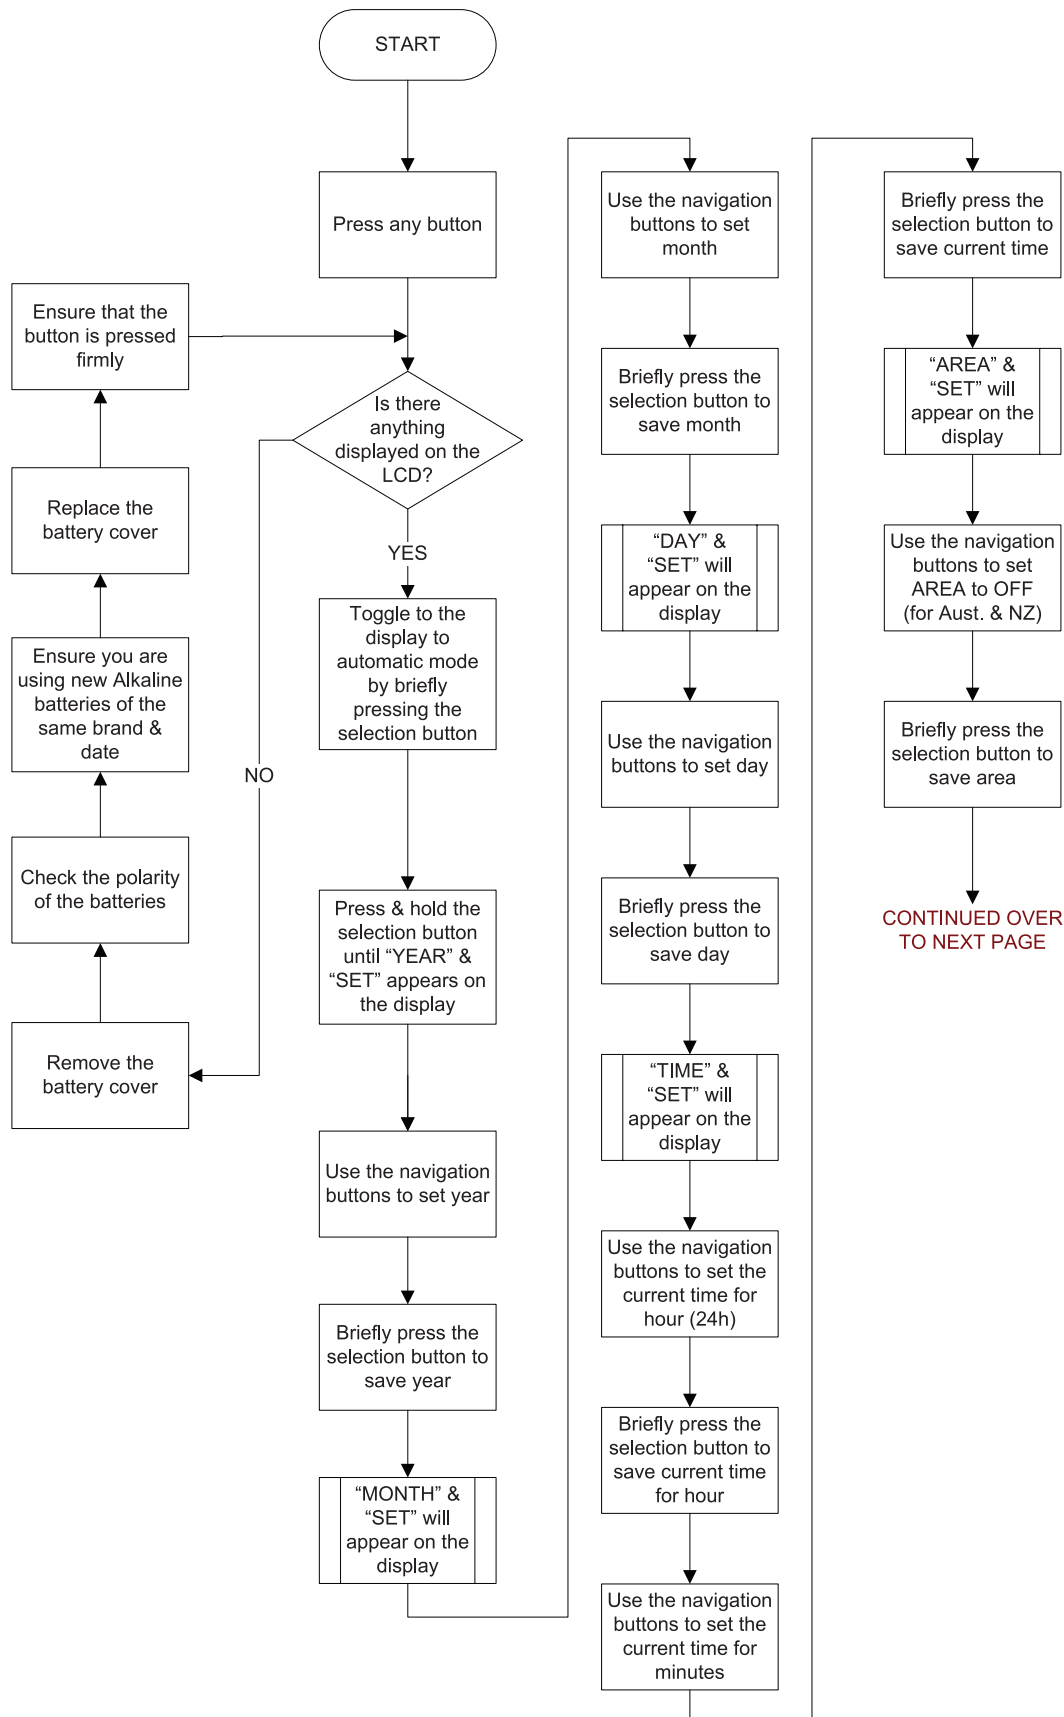 START
Press any button
Ensure that the
button is pressed
firmly
Is there
anything
displayed on the
LCD?
Replace the
battery cover
YES
Toggle to the
display to
automatic mode
by briefly
pressing the
selection button
Ensure you are
using new Alkaline
batteries of the
same brand &
date
NO
Check the polarity
of the batteries
Press & hold the
selection button
until “YEAR” &
“SET” appears on
the display
Remove the
battery cover
Use the navigation
buttons to set year
Briefly press the
selection button to
save year
“MONTH” &
“SET” will
appear on the
display
Use the navigation
buttons to set
month
Briefly press the
selection button to
save month
“DAY” &
“SET” will
appear on the
display
Use the navigation
buttons to set day
Briefly press the
selection button to
save day
“TIME” &
“SET” will
appear on the
display
Use the navigation
buttons to set the
current time for
hour (24h)
Briefly press the
selection button to
save current time
for hour
Use the navigation
buttons to set the
current time for
minutes
Briefly press the
selection button to
save current time
“AREA” &
“SET” will
appear on the
display
Use the navigation
buttons to set
AREA to OFF
(for Aust. & NZ)
Briefly press the
selection button to
save area
CONTINUED OVER
TO NEXT PAGE